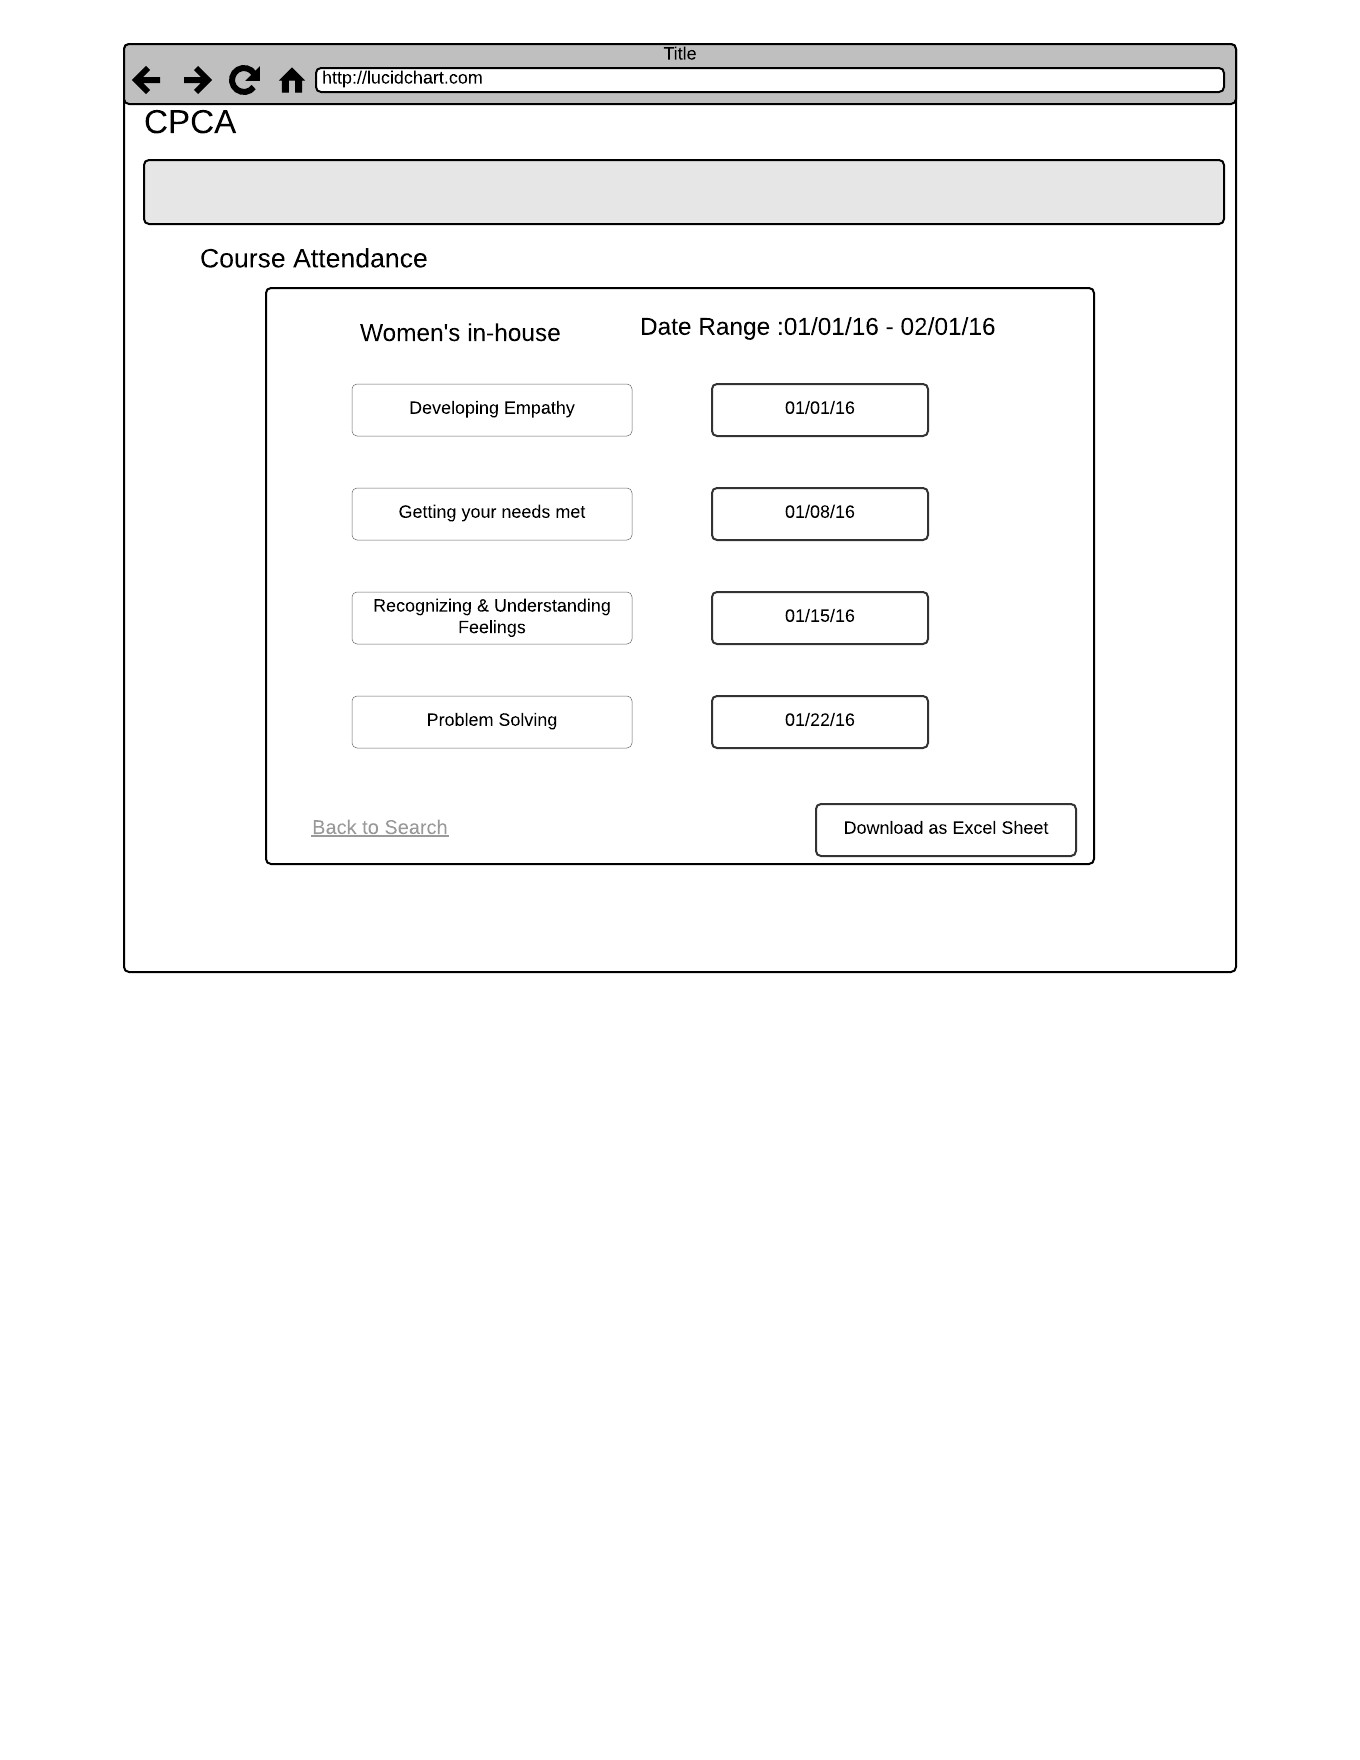 Title
http://lucidchart.com
CPCA
Course Attendance
Women's in-house
Date Range :01/01/16 - 02/01/16
Developing Empathy
01/01/16
Getting your needs met
01/08/16
Recognizing & Understanding
Feelings
01/15/16
Problem Solving
01/22/16
Back to Search
Download as Excel Sheet